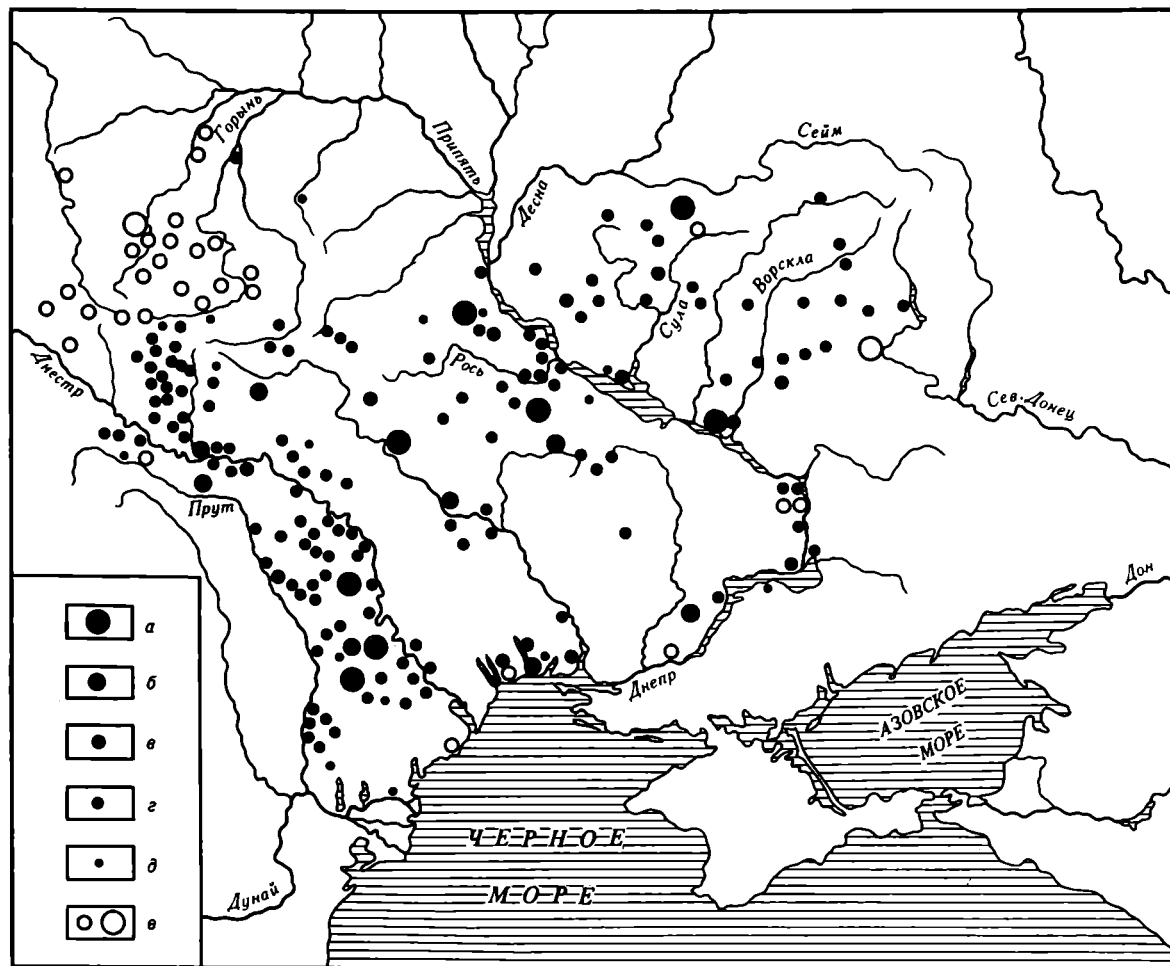 Горынь
Припять
Сейм
Десна
Ворскла
Сула
Рось
Днестр
Сев. Донец
Прут
Дон
Днепр
АЗОВСКОЕ
МОРЕ
ЧЕРНОЕ
МОРЕ
Дунай
а
б
в
г
д
е